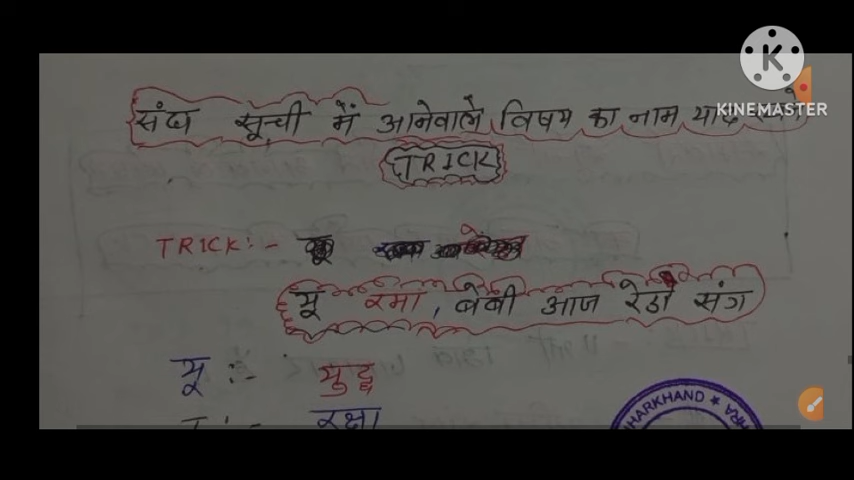 KINEMASTER
संघ सूची में आनेवाले विषय का नाम याद
TRICK
TRICK:-
यू रमा, बेबी आज रेडी संग
यू :- युद्ध
:- रक्षा
JHARKHAND ★